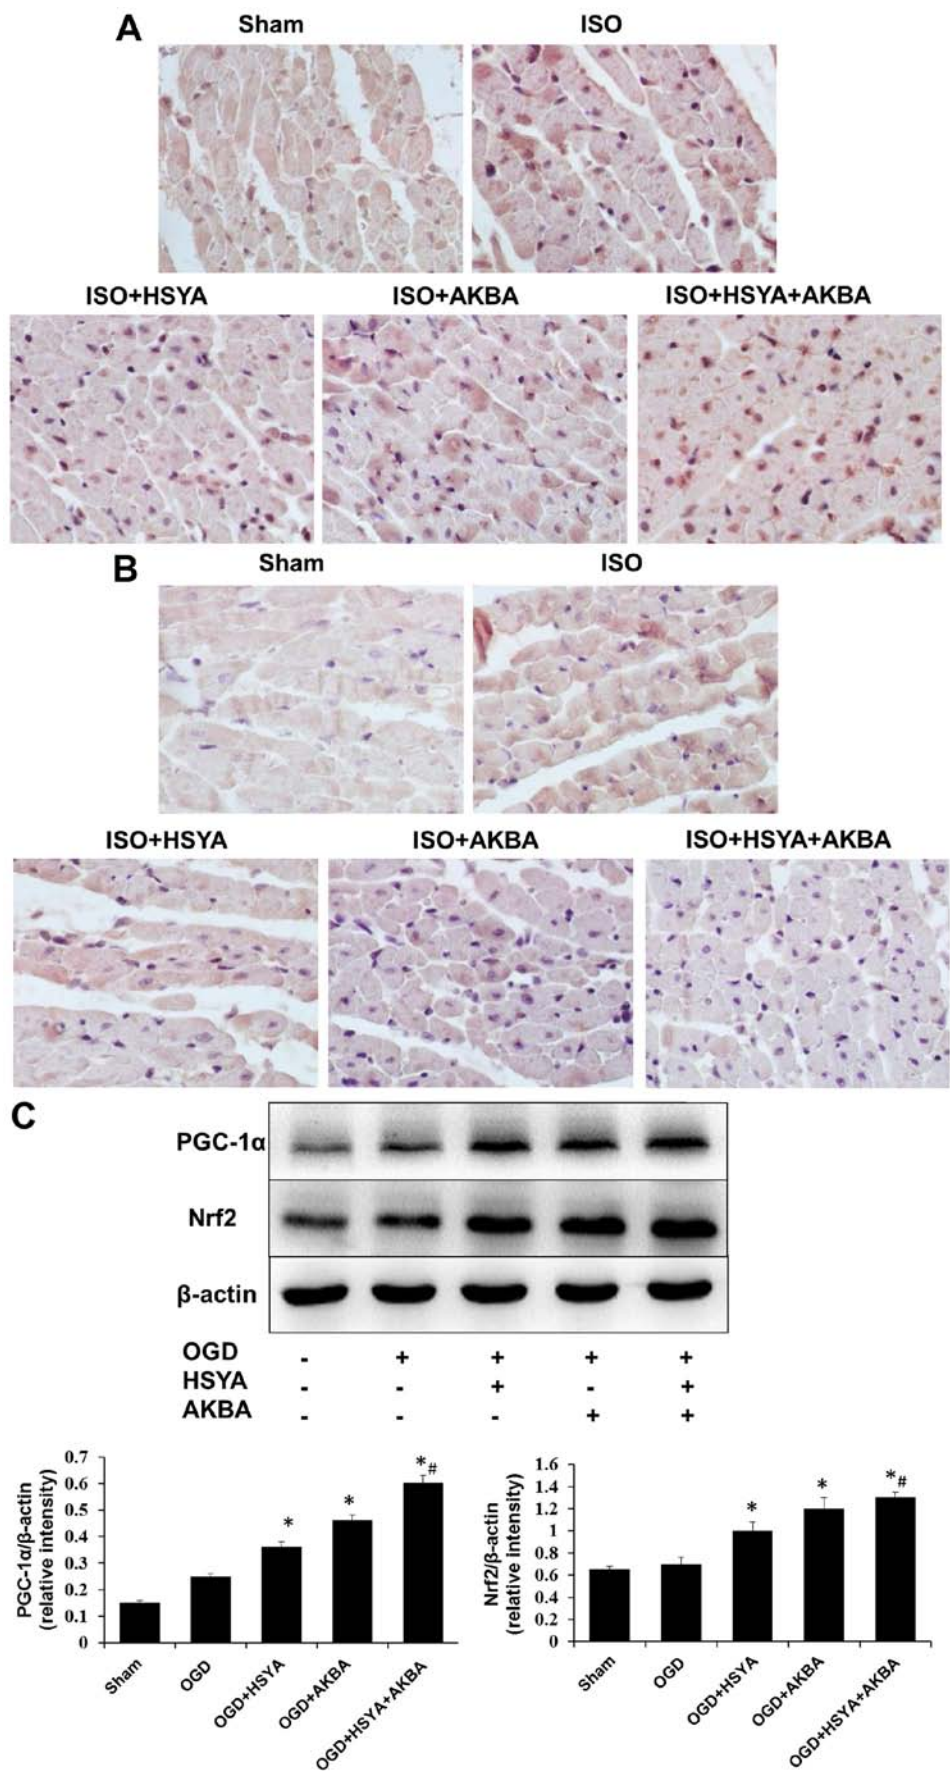 A
Sham ISO
ISO+HSYA ISO+AKBA ISO+HSYA+AKBA
B
Sham ISO
ISO+HSYA ISO+AKBA ISO+HSYA+AKBA
C
PGC-1α
Nrf2
β-actin
OGD - + + + +
HSYA - - + - +
AKBA - - - + +
PGC-1α/β-actin
(relative intensity)
0.7
0.6
0.5
0.4
0.3
0.2
0.1
0
* * *#
Sham OGD OGD+HSYA OGD+AKBA OGD+HSYA+AKBA
Nrf2/β-actin
(relative intensity)
1.6
1.4
1.2
1
0.8
0.6
0.4
0.2
0
* * *#
Sham OGD OGD+HSYA OGD+AKBA OGD+HSYA+AKBA